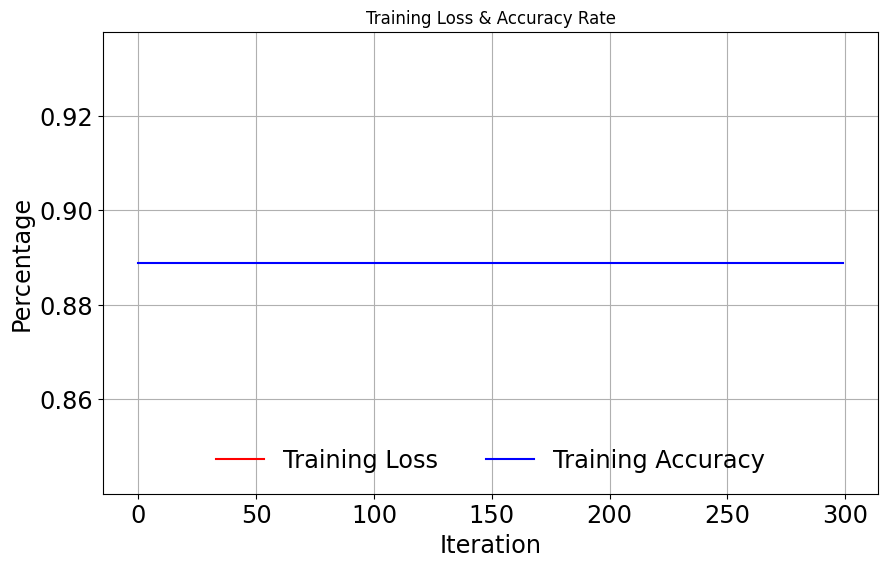 Training Loss & Accuracy Rate
Percentage
0.92
0.90
0.88
0.86
Training Loss
Training Accuracy
0 50 100 150 200 250 300
Iteration